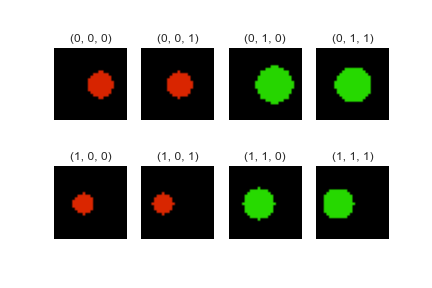 (0, 0, 0) (0, 0, 1) (0, 1, 0) (0, 1, 1)
(1, 0, 0) (1, 0, 1) (1, 1, 0) (1, 1, 1)